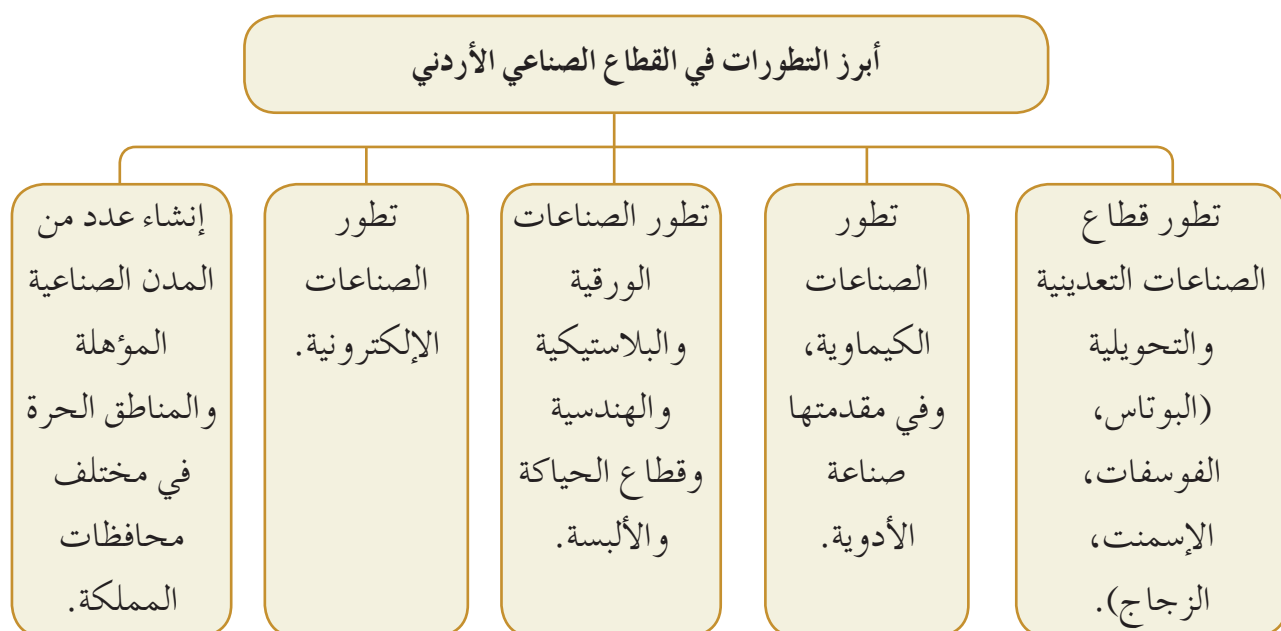 أبرز التطورات في القطاع الصناعي الأردني
تطور قطاع
الصناعات التعدينية
والتحويلية
(البوتاس،
الفوسفات،
الإسمنت،
الزجاج).
تطور
الصناعات
الكيماوية،
وفي مقدمتها
صناعة
الأدوية.
تطور الصناعات
الورقية
والبلاستيكية
والهندسية
وقطاع الحياكة
والألبسة.
تطور
الصناعات
الإلكترونية.
إنشاء عدد من
المدن الصناعية
المؤهلة
والمناطق الحرة
في مختلف
محافظات
المملكة.